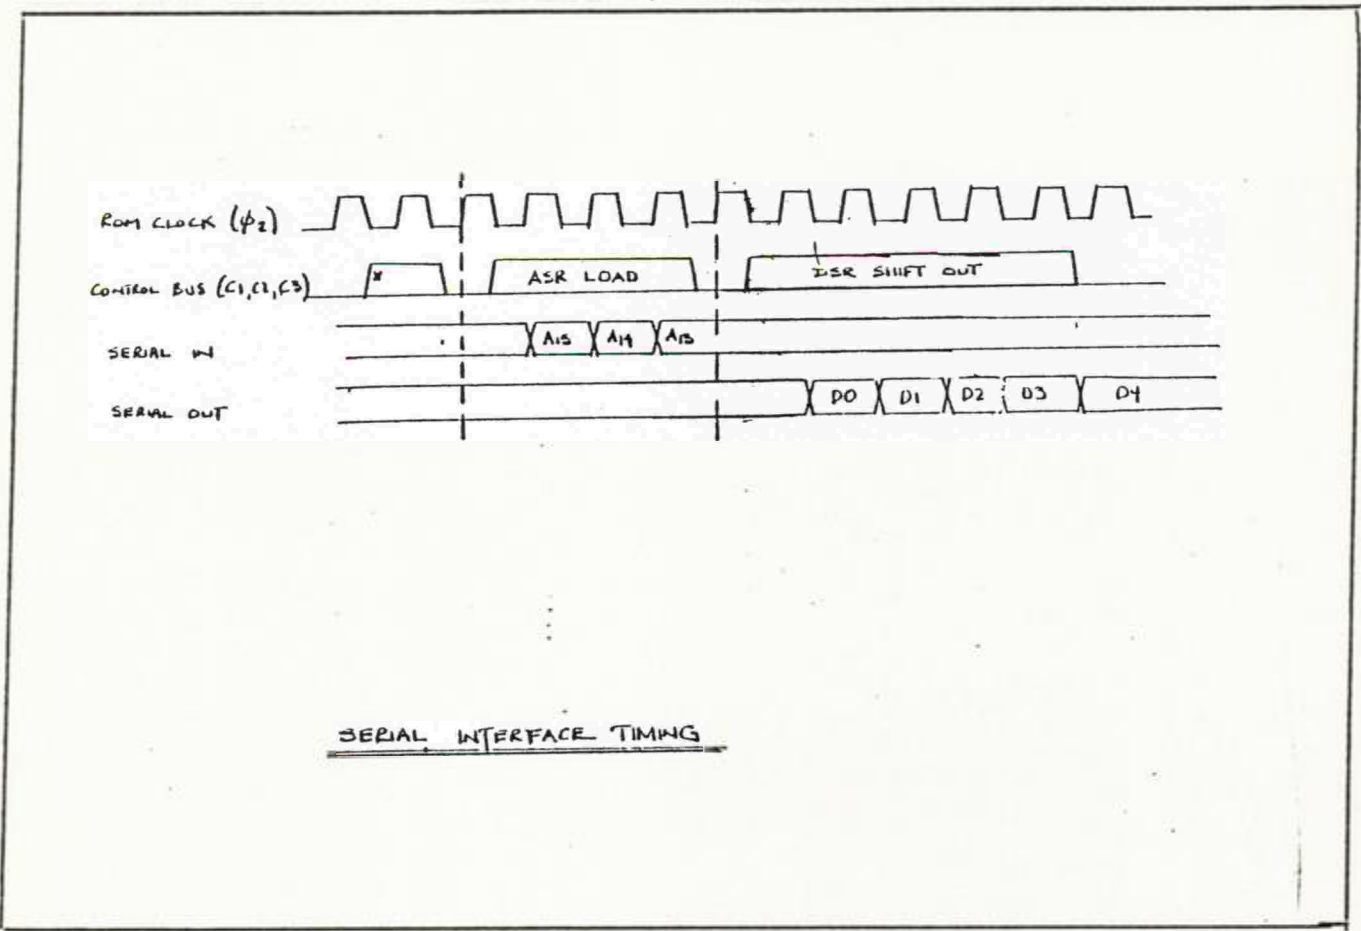 ROM CLOCK (φ2)
CONTROL BUS (C1,C2,C3)
* ASR LOAD DSR SHIFT OUT
SERIAL IN
A15 A14 A13
SERIAL OUT
D0 D1 D2 D3 D4
SERIAL INTERFACE TIMING